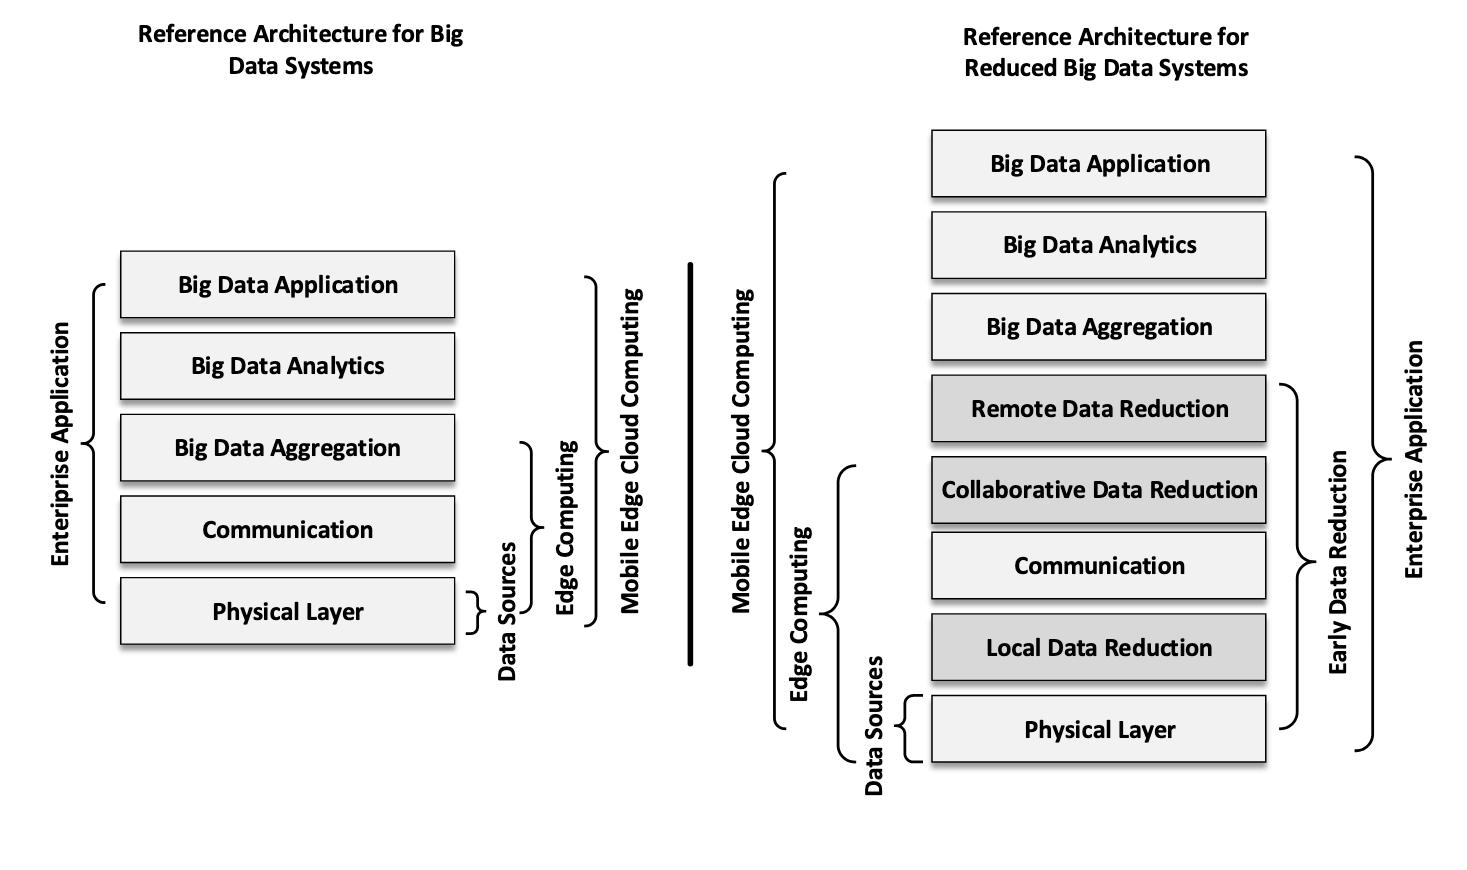 Reference Architecture for Big
Data Systems
Big Data Application
Big Data Analytics
Big Data Aggregation
Communication
Physical Layer
Enteriprise Application
Data Sources
Edge Computing
Mobile Edge Cloud Computing
Reference Architecture for
Reduced Big Data Systems
Mobile Edge Cloud Computing
Edge Computing
Data Sources
Big Data Application
Big Data Analytics
Big Data Aggregation
Remote Data Reduction
Collaborative Data Reduction
Communication
Local Data Reduction
Physical Layer
Early Data Reduction
Enterprise Application